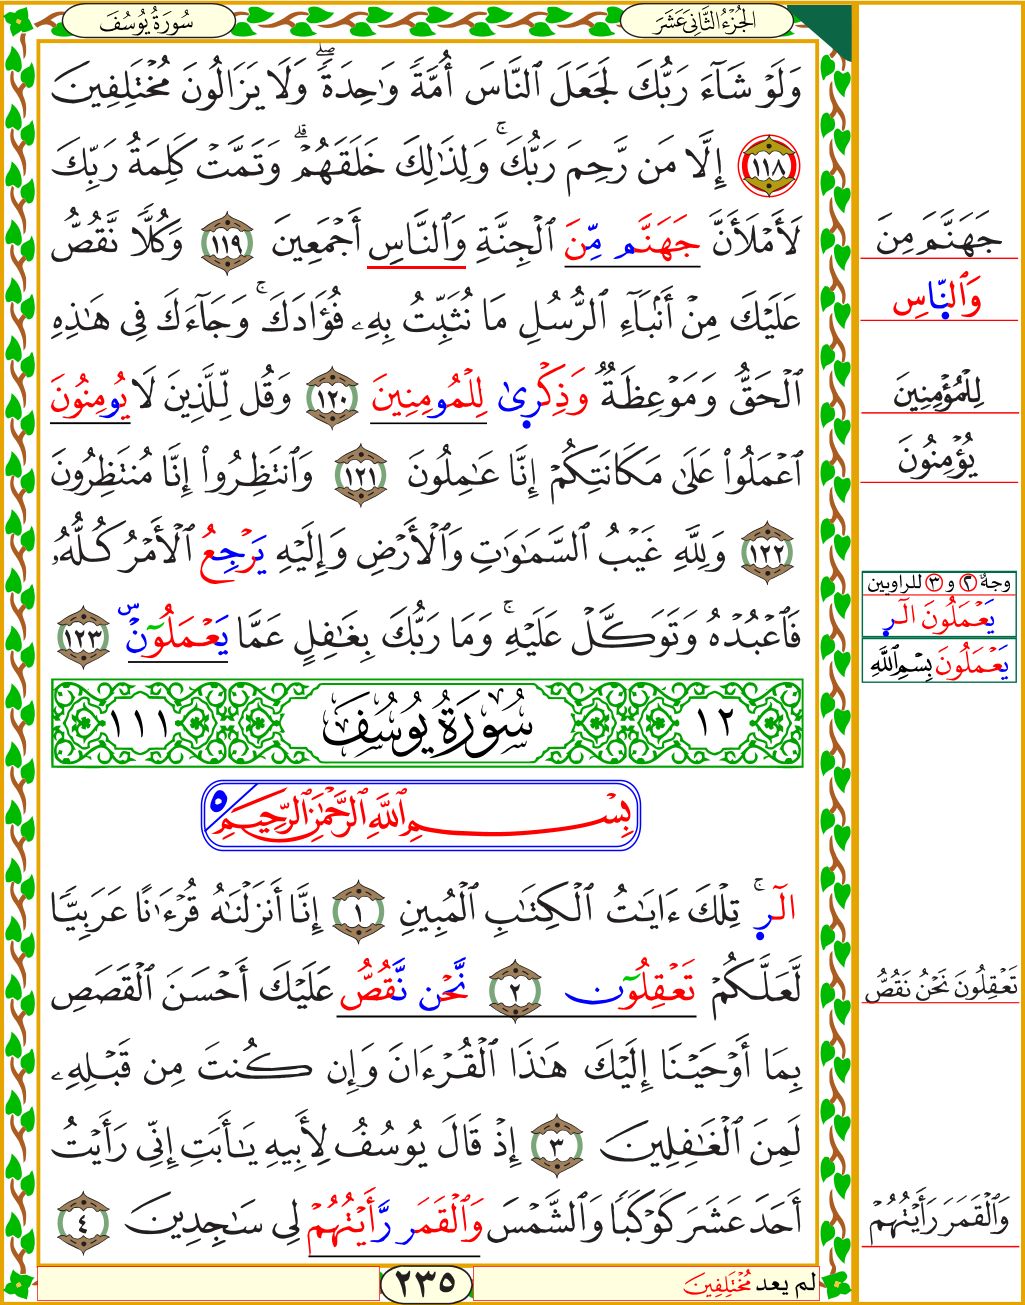 الجُزْءُ الثَّانِيَ عَشَرَ
سُورَةُ يُوسُفَ
وَلَوْ شَآءَ رَبُّكَ لَجَعَلَ ٱلنَّاسَ أُمَّةٗ وَٰحِدَةٗۖ وَلَا يَزَالُونَ مُخْتَلِفِينَ
١١٨ إِلَّا مَن رَّحِمَ رَبُّكَۚ وَلِذَٰلِكَ خَلَقَهُمْۗ وَتَمَّتْ كَلِمَةُ رَبِّكَ
لَأَمْلَأَنَّ جَهَنَّم مِّنَ ٱلْجِنَّةِ وَٱلنَّاسِ أَجْمَعِينَ ١١٩ وَكُلّٗا نَّقُصُّ
عَلَيْكَ مِنْ أَنۢبَآءِ ٱلرُّسُلِ مَا نُثَبِّتُ بِهِۦ فُؤَادَكَۚ وَجَآءَكَ فِي هَٰذِهِ
ٱلْحَقُّ وَمَوْعِظَةٞ وَذِكْرىٰ لِلْمُومِنِينَ ١٢٠ وَقُل لِّلَّذِينَ لَا يُومِنُونَ
ٱعْمَلُواْ عَلَىٰ مَكَانَتِكُمْ إِنَّا عَٰمِلُونَ ١٢١ وَٱنتَظِرُواْ إِنَّا مُنتَظِرُونَ
١٢٢ وَلِلَّهِ غَيْبُ ٱلسَّمَٰوَٰتِ وَٱلْأَرْضِ وَإِلَيْهِ يَرْجِعُ ٱلْأَمْرُ كُلُّهُۥ
فَٱعْبُدْهُ وَتَوَكَّلْ عَلَيْهِۚ وَمَا رَبُّكَ بِغَٰفِلٍ عَمَّا يَعْمَلُوٓنْۜ ١٢٣
١٢ سُورَةُ يُوسُفَ ١١١
بِسْمِ ٱللَّهِ ٱلرَّحْمَٰنِ ٱلرَّحِيمِ ٥
الٓرۚ تِلْكَ ءَايَٰتُ ٱلْكِتَٰبِ ٱلْمُبِينِ ١ إِنَّآ أَنزَلْنَٰهُ قُرْءَٰنًا عَرَبِيّٗا
لَّعَلَّكُمْ تَعْقِلُوٓن ٢ نَّحْن نَّقُصُّ عَلَيْكَ أَحْسَنَ ٱلْقَصَصِ
بِمَا أَوْحَيْنَا إِلَيْكَ هَٰذَا ٱلْقُرْءَانَ وَإِن كُنتَ مِن قَبْلِهِۦ
لَمِنَ ٱلْغَٰفِلِينَ ٣ إِذْ قَالَ يُوسُفُ لِأَبِيهِ يَٰأَبَتِ إِنِّي رَأَيْتُ
أَحَدَ عَشَرَ كَوْكَبٗا وَٱلشَّمْسَ وَٱلْقَمَر رَّأَيْتُهُمْ لِي سَٰجِدِينَ ٤
لم يعد مُخْتَلِفِينَ
٢٣٥
جَهَنَّمَ مِنَ
وَٱلنَّاسِ
لِلْمُؤْمِنِينَ
يُؤْمِنُونَ
وجهٌ ٢ و ٣ للراويين
يَعْمَلُونَ الٓر
يَعْمَلُونَ بِسْمِ ٱللَّهِ
تَعْقِلُونَ نَحْنُ نَقُصُّ
وَٱلْقَمَرَ رَأَيْتُهُمْ